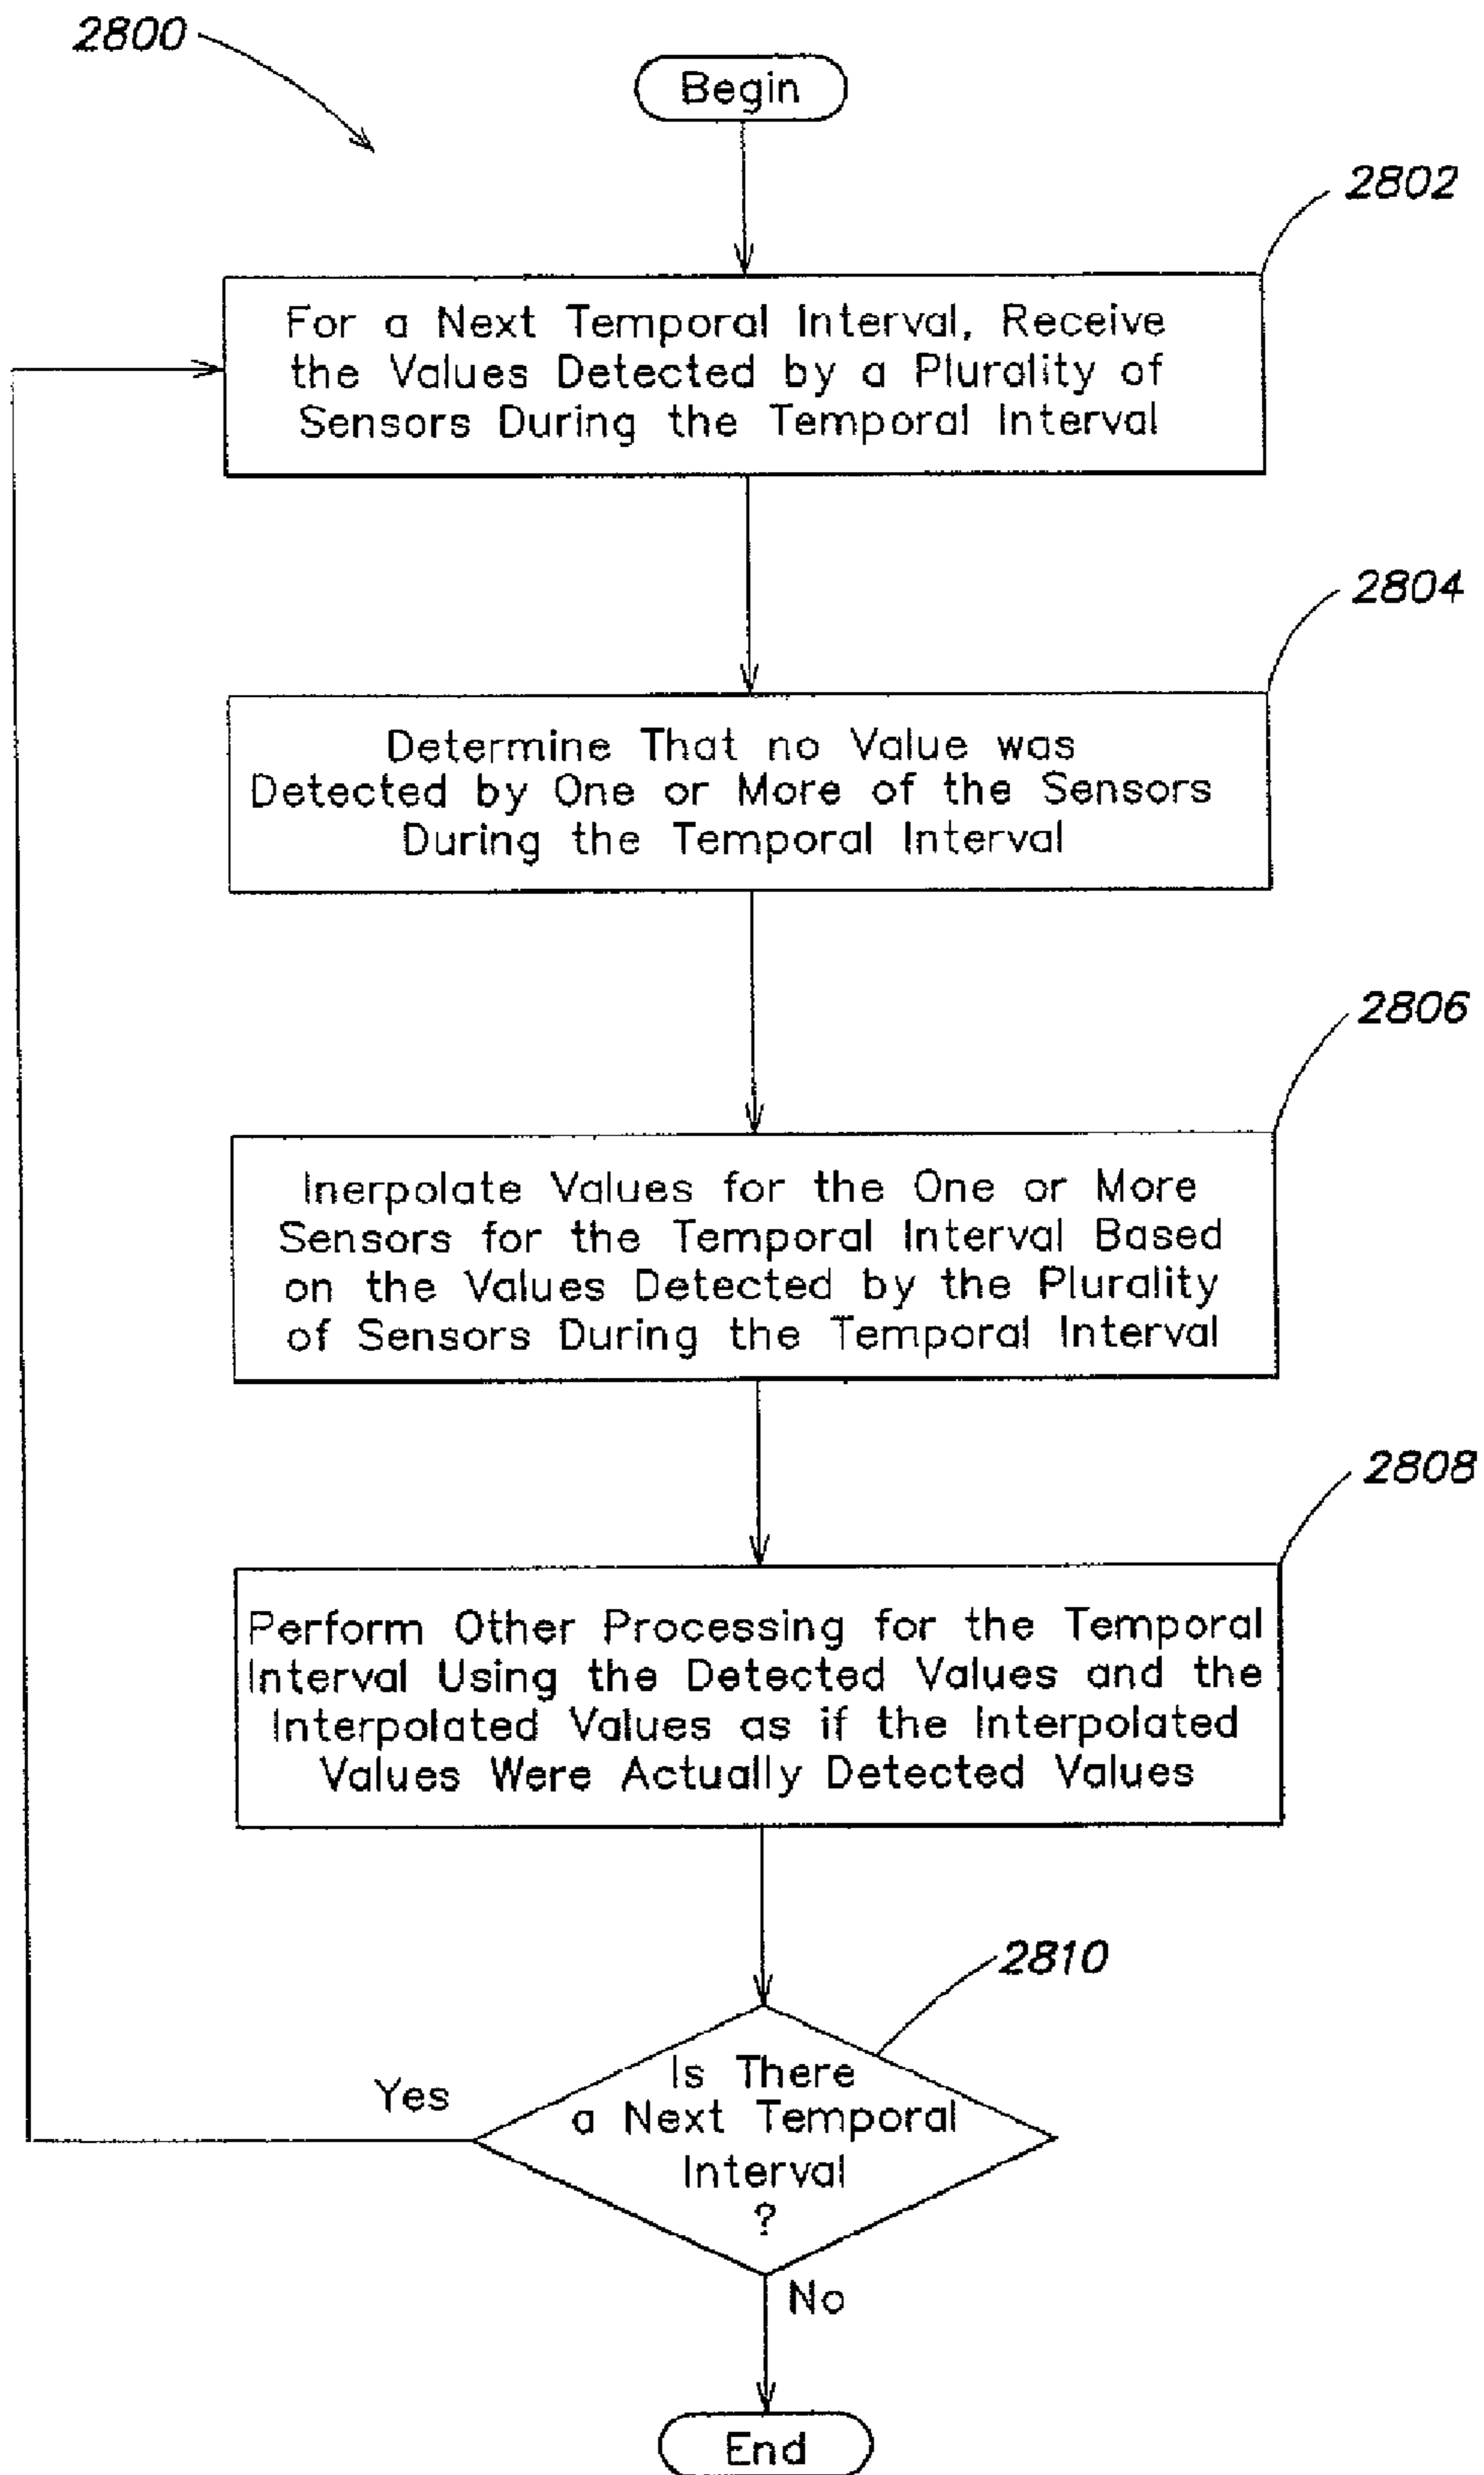 2800
Begin
2802
For a Next Temporal Interval, Receive
the Values Detected by a Plurality of
Sensors During the Temporal Interval
2804
Determine That no Value was
Detected by One or More of the Sensors
During the Temporal Interval
2806
Inerpolate Values for the One or More
Sensors for the Temporal Interval Based
on the Values Detected by the Plurality
of Sensors During the Temporal Interval
2808
Perform Other Processing for the Temporal
Interval Using the Detected Values and the
Interpolated Values as if the Interpolated
Values Were Actually Detected Values
2810
Is There
a Next Temporal
Interval
?
Yes
No
End